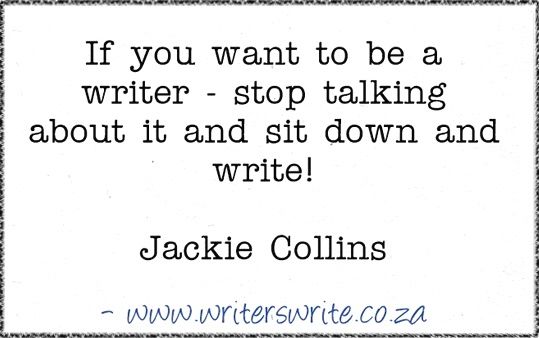 If you want to be a
writer - stop talking
about it and sit down and
write!
Jackie Collins
- www.writerswrite.co.za